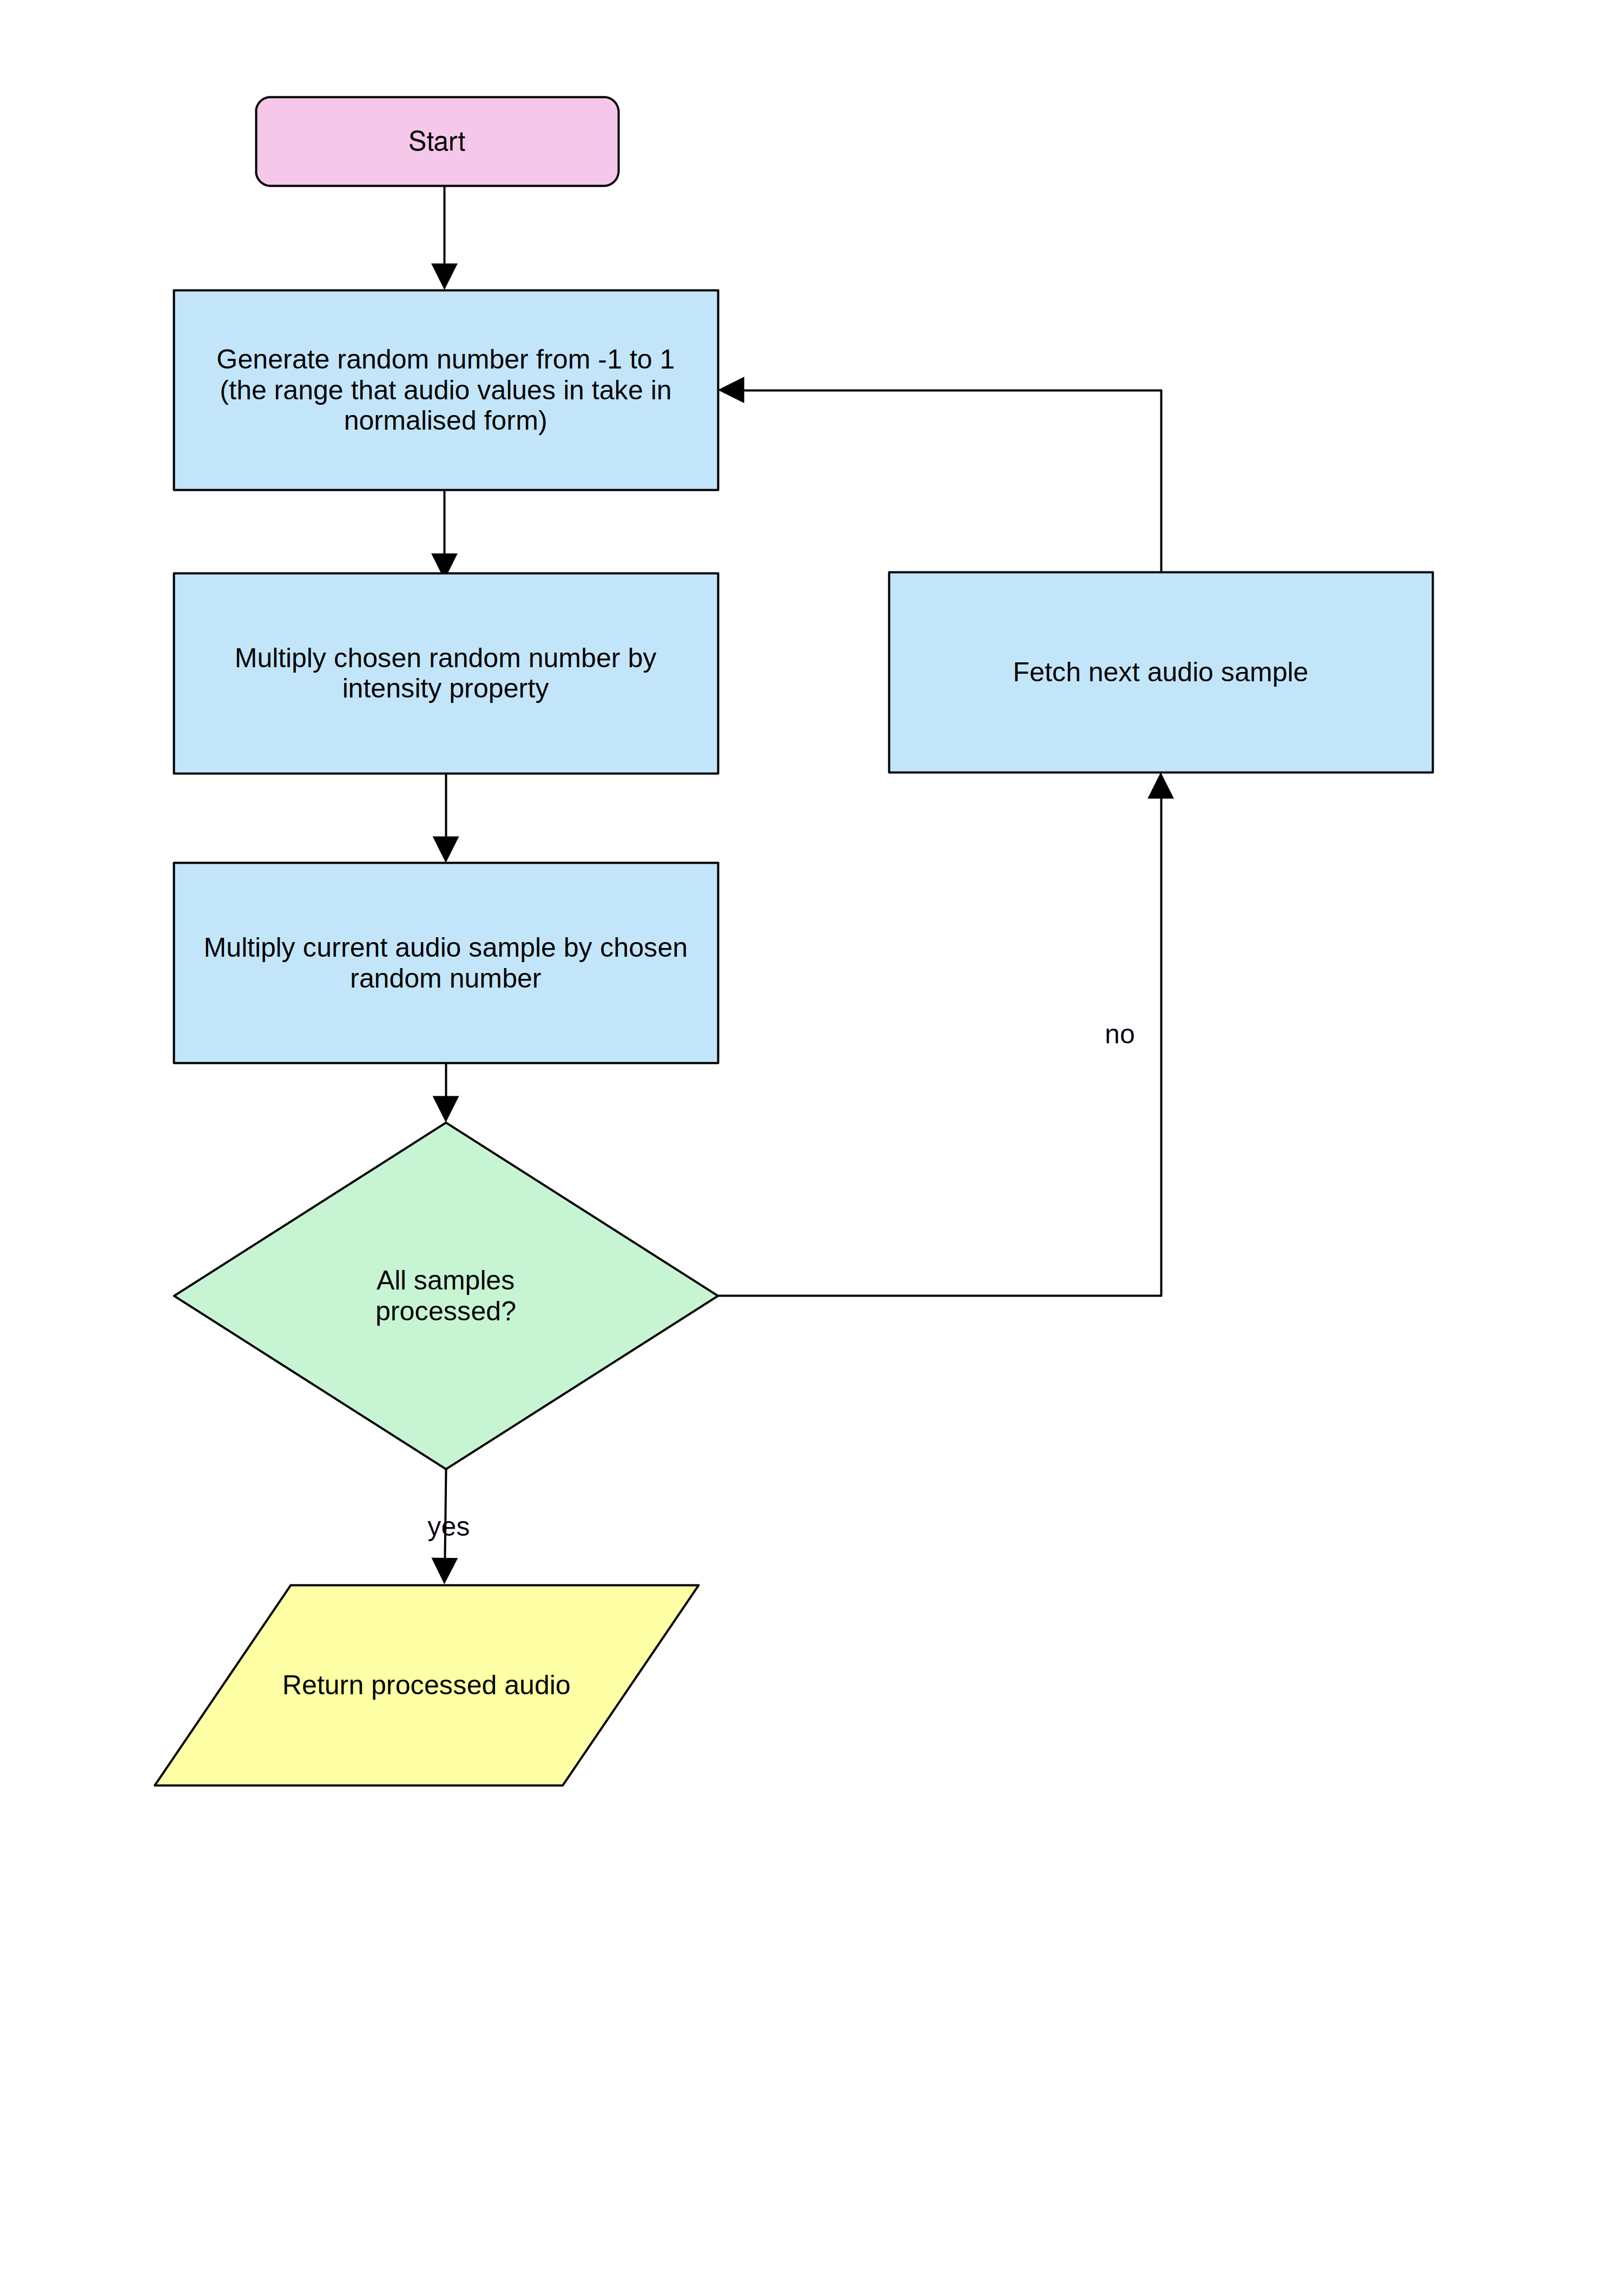 Start
Generate random number from -1 to 1
(the range that audio values in take in
normalised form)
Multiply chosen random number by
intensity property
Fetch next audio sample
Multiply current audio sample by chosen
random number
no
All samples
processed?
yes
Return processed audio